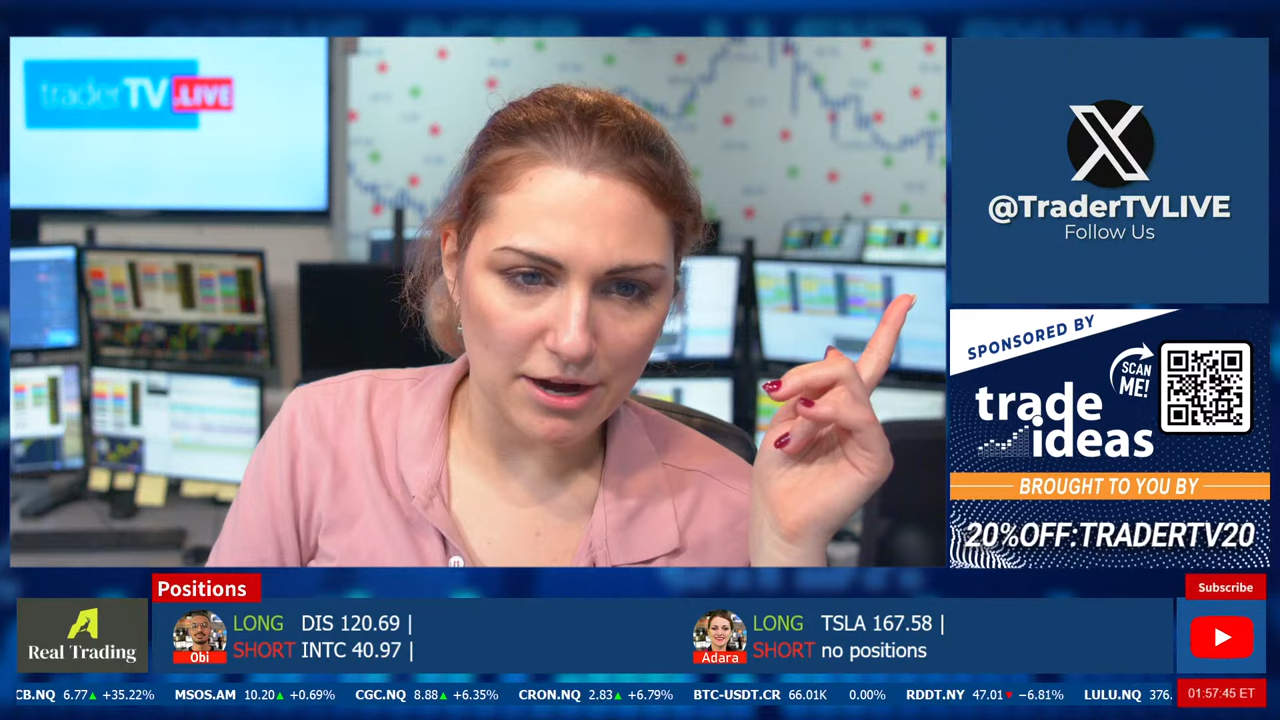 traderTV.LIVE
@TraderTVLIVE
Follow Us
SPONSORED BY
SCAN ME!
trade ideas
BROUGHT TO YOU BY
20%OFF:TRADERTV20
Positions
Subscribe
Real Trading
Obi
LONG DIS 120.69 |
SHORT INTC 40.97 |
Adara
LONG TSLA 167.58 |
SHORT no positions
CB.NQ 6.77▲ +35.22% MSOS.AM 10.20▲ +0.69% CGC.NQ 8.88▲ +6.35% CRON.NQ 2.83▲ +6.79% BTC-USDT.CR 66.01K 0.00% RDDT.NY 47.01▼ −6.81% LULU.NQ 376.
01:57:45 ET